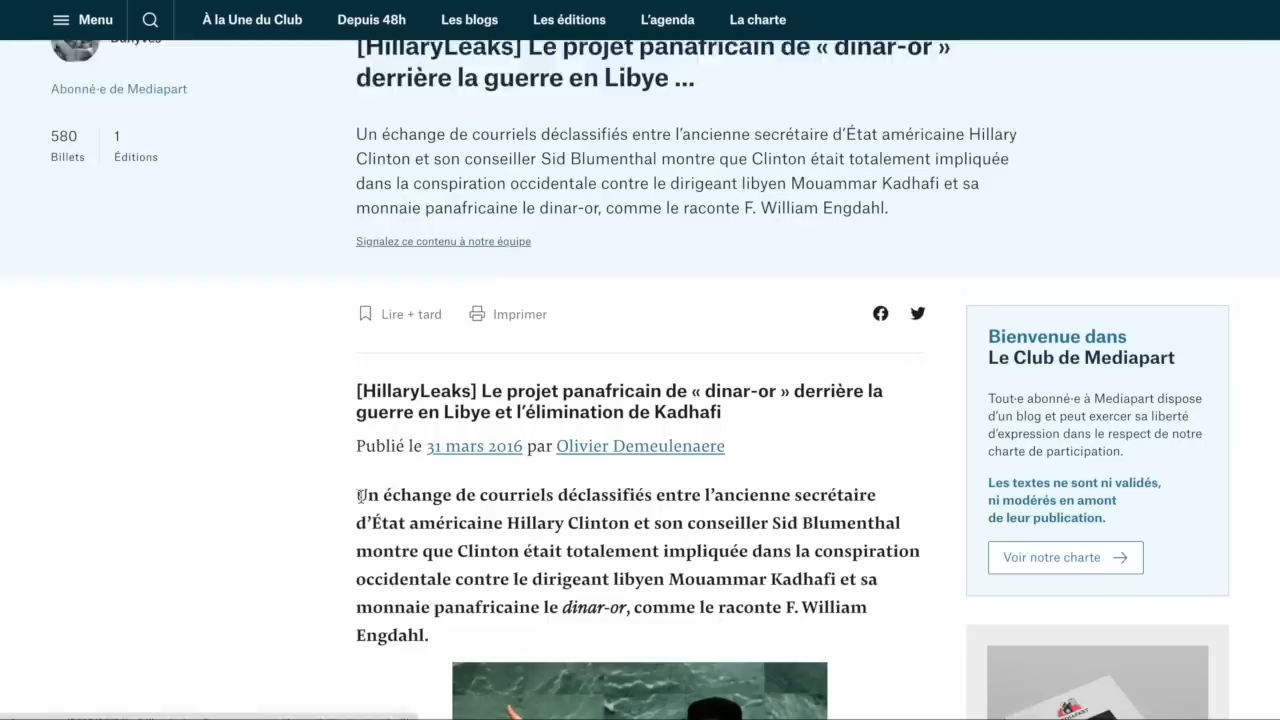 Menu
À la Une du Club
Depuis 48h
Les blogs
Les éditions
L'agenda
La charte
[HillaryLeaks] Le projet panafricain de « dinar-or »
derrière la guerre en Libye ...
Abonné·e de Mediapart
580
1
Billets
Éditions
Un échange de courriels déclassifiés entre l'ancienne secrétaire d'État américaine Hillary
Clinton et son conseiller Sid Blumenthal montre que Clinton était totalement impliquée
dans la conspiration occidentale contre le dirigeant libyen Mouammar Kadhafi et sa
monnaie panafricaine le dinar-or, comme le raconte F. William Engdahl.
Signalez ce contenu à notre équipe
Lire + tard
Imprimer
[HillaryLeaks] Le projet panafricain de « dinar-or » derrière la
guerre en Libye et l'élimination de Kadhafi
Publié le 31 mars 2016 par Olivier Demeulenaere
Un échange de courriels déclassifiés entre l'ancienne secrétaire
d'État américaine Hillary Clinton et son conseiller Sid Blumenthal
montre que Clinton était totalement impliquée dans la conspiration
occidentale contre le dirigeant libyen Mouammar Kadhafi et sa
monnaie panafricaine le dinar-or, comme le raconte F. William
Engdahl.
Bienvenue dans
Le Club de Mediapart
Tout·e abonné·e à Mediapart dispose
d'un blog et peut exercer sa liberté
d'expression dans le respect de notre
charte de participation.
Les textes ne sont ni validés,
ni modérés en amont
de leur publication.
Voir notre charte